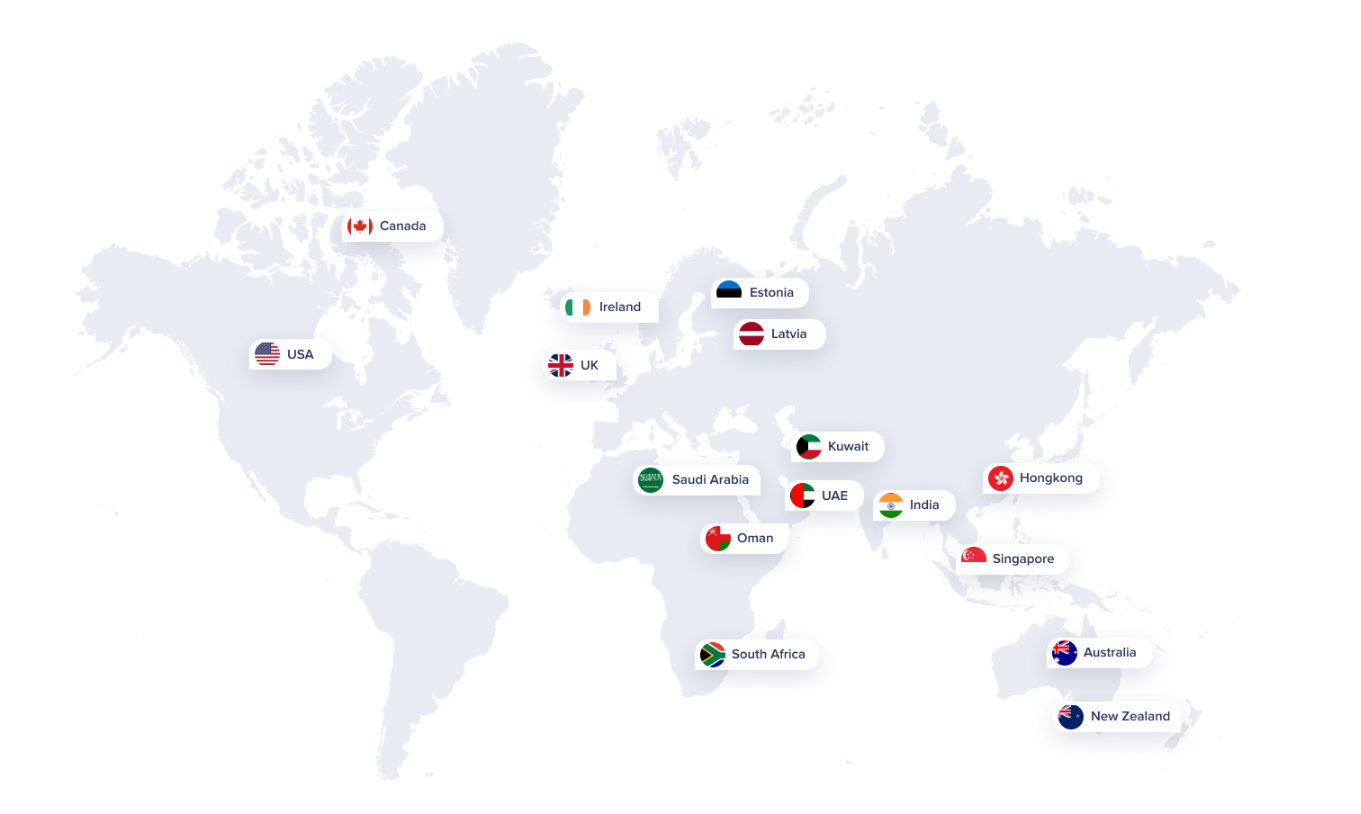 Canada
Estonia
Ireland
Latvia
USA
UK
Kuwait
Saudi Arabia
Hongkong
UAE
India
Oman
Singapore
Australia
South Africa
New Zealand